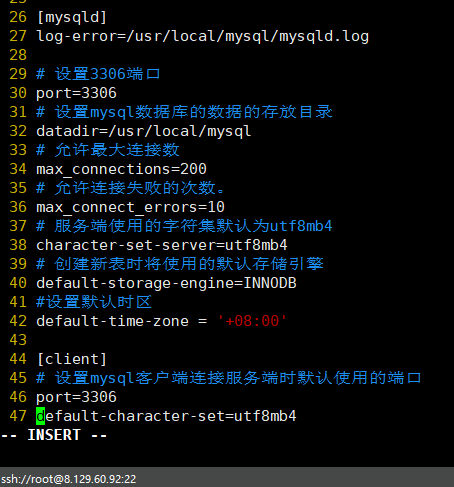 26 [mysqld]
27 log-error=/usr/local/mysql/mysqld.log
28
29 # 设置3306端口
30 port=3306
31 # 设置mysql数据库的数据的存放目录
32 datadir=/usr/local/mysql
33 # 允许最大连接数
34 max_connections=200
35 # 允许连接失败的次数。
36 max_connect_errors=10
37 # 服务端使用的字符集默认为utf8mb4
38 character-set-server=utf8mb4
39 # 创建新表时将使用的默认存储引擎
40 default-storage-engine=INNODB
41 #设置默认时区
42 default-time-zone = '+08:00'
43
44 [client]
45 # 设置mysql客户端连接服务端时默认使用的端口
46 port=3306
47 default-character-set=utf8mb4
-- INSERT --
ssh://root@8.129.60.92:22